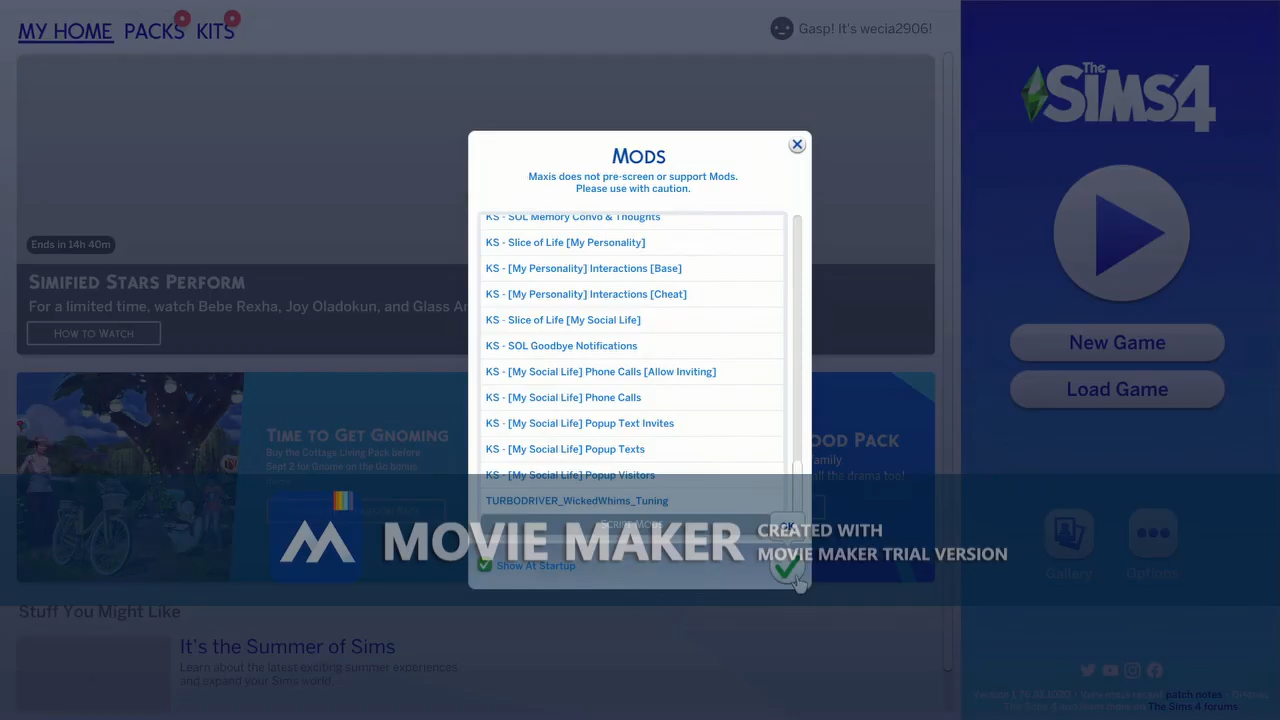 MY HOME PACKS KITS
Gasp! It's wecia2906!
Ends in 14h 40m
SIMIFIED STARS PERFORM
For a limited time, watch Bebe Rexha, Joy Oladokun, and Glass
HOW TO WATCH
TIME TO GET GNOMING
Buy the Cottage Living Pack before
Sept 2 for Gnome on the Go bonus
OOD PACK
amily
all the drama too!
Stuff You Might Like
It's the Summer of Sims
Learn about the latest exciting summer experiences
and expand your Sims world.
MODS
Maxis does not pre-screen or support Mods.
Please use with caution.
KS - SOL Memory Convo & Thoughts
KS - Slice of Life [My Personality]
KS - [My Personality] Interactions [Base]
KS - [My Personality] Interactions [Cheat]
KS - Slice of Life [My Social Life]
KS - SOL Goodbye Notifications
KS - [My Social Life] Phone Calls [Allow Inviting]
KS - [My Social Life] Phone Calls
KS - [My Social Life] Popup Text Invites
KS - [My Social Life] Popup Texts
KS - [My Social Life] Popup Visitors
TURBODRIVER_WickedWhims_Tuning
SCRIPT MODS
Show At Startup
MOVIE MAKER
CREATED WITH
MOVIE MAKER TRIAL VERSION
The SIMS 4
New Game
Load Game
Gallery
Options
patch notes
The Sims 4 forums